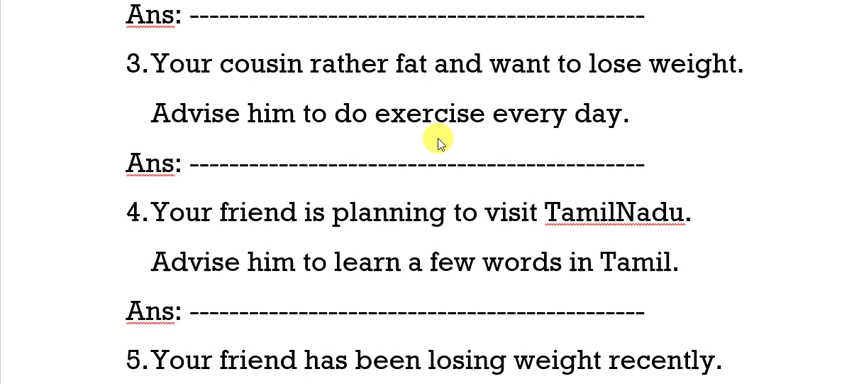 Ans: ----------------------------------------------
3. Your cousin rather fat and want to lose weight.
Advise him to do exercise every day.
Ans: ----------------------------------------------
4. Your friend is planning to visit TamilNadu.
Advise him to learn a few words in Tamil.
Ans: ----------------------------------------------
5. Your friend has been losing weight recently.